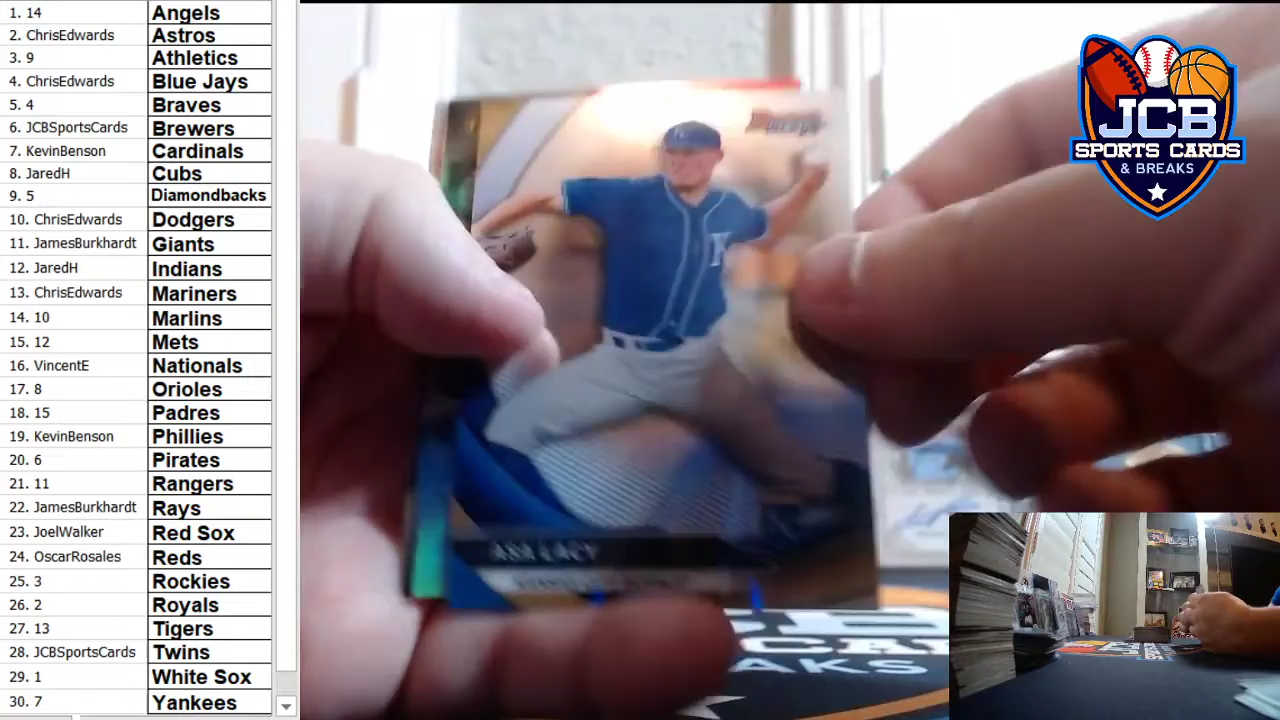 1. 14 Angels
2. ChrisEdwards Astros
3. 9 Athletics
4. ChrisEdwards Blue Jays
5. 4 Braves
6. JCBSportsCards Brewers
7. KevinBenson Cardinals
8. JaredH Cubs
9. 5 Diamondbacks
10. ChrisEdwards Dodgers
11. JamesBurkhardt Giants
12. JaredH Indians
13. ChrisEdwards Mariners
14. 10 Marlins
15. 12 Mets
16. VincentE Nationals
17. 8 Orioles
18. 15 Padres
19. KevinBenson Phillies
20. 6 Pirates
21. 11 Rangers
22. JamesBurkhardt Rays
23. JoelWalker Red Sox
24. OscarRosales Reds
25. 3 Rockies
26. 2 Royals
27. 13 Tigers
28. JCBSportsCards Twins
29. 1 White Sox
30. 7 Yankees
JCB
SPORTS CARDS
& BREAKS
ASA LACY